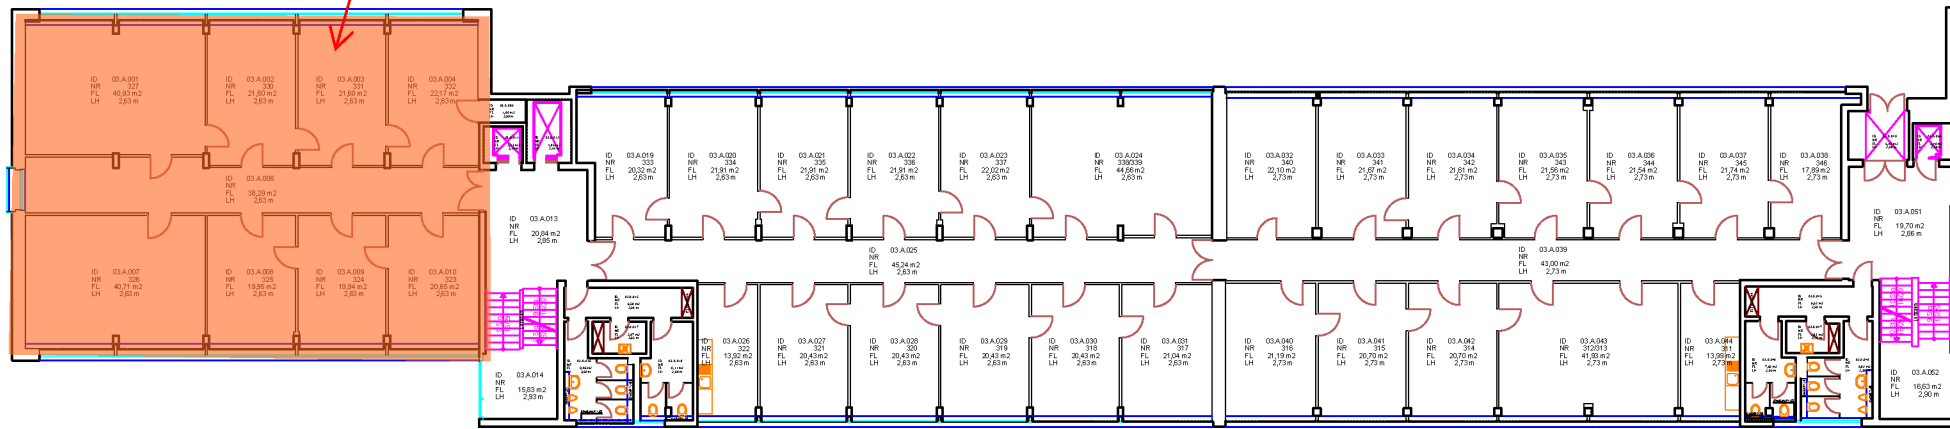 ID 03.A.001
NR 327
FL 40,93 m2
LH 2,63 m
ID 03.A.002
NR 330
FL 21,60 m2
LH 2,63 m
ID 03.A.003
NR 331
FL 21,60 m2
LH 2,63 m
ID 03.A.004
NR 332
FL 22,17 m2
LH 2,63 m
ID 03.A.006
NR
FL 38,29 m2
LH 2,63 m
ID 03.A.007
NR 326
FL 40,71 m2
LH 2,63 m
ID 03.A.008
NR 325
FL 19,95 m2
LH 2,63 m
ID 03.A.009
NR 324
FL 19,94 m2
LH 2,63 m
ID 03.A.010
NR 323
FL 20,65 m2
LH 2,63 m
ID 03.A.013
NR
FL 20,84 m2
LH 2,85 m
ID 03.A.014
NR
FL 15,83 m2
LH 2,93 m
ID 03.A.019
NR 333
FL 20,32 m2
LH 2,63 m
ID 03.A.020
NR 334
FL 21,91 m2
LH 2,63 m
ID 03.A.021
NR 335
FL 21,91 m2
LH 2,63 m
ID 03.A.022
NR 336
FL 21,91 m2
LH 2,63 m
ID 03.A.023
NR 337
FL 22,02 m2
LH 2,63 m
ID 03.A.024
NR 338/339
FL 44,66 m2
LH 2,63 m
ID 03.A.025
NR
FL 45,24 m2
LH 2,63 m
ID 03.A.026
NR 322
FL 13,92 m2
LH 2,63 m
ID 03.A.027
NR 321
FL 20,43 m2
LH 2,63 m
ID 03.A.028
NR 320
FL 20,43 m2
LH 2,63 m
ID 03.A.029
NR 319
FL 20,43 m2
LH 2,63 m
ID 03.A.030
NR 318
FL 20,43 m2
LH 2,63 m
ID 03.A.031
NR 317
FL 21,04 m2
LH 2,63 m
ID 03.A.032
NR 340
FL 22,10 m2
LH 2,73 m
ID 03.A.033
NR 341
FL 21,67 m2
LH 2,73 m
ID 03.A.034
NR 342
FL 21,61 m2
LH 2,73 m
ID 03.A.035
NR 343
FL 21,56 m2
LH 2,73 m
ID 03.A.036
NR 344
FL 21,54 m2
LH 2,73 m
ID 03.A.037
NR 345
FL 21,74 m2
LH 2,73 m
ID 03.A.038
NR 346
FL 17,89 m2
LH 2,73 m
ID 03.A.039
NR
FL 43,00 m2
LH 2,73 m
ID 03.A.040
NR 316
FL 21,19 m2
LH 2,73 m
ID 03.A.041
NR 315
FL 20,70 m2
LH 2,73 m
ID 03.A.042
NR 314
FL 20,70 m2
LH 2,73 m
ID 03.A.043
NR 312/313
FL 41,93 m2
LH 2,73 m
ID 03.A.044
NR 311
FL 13,99 m2
LH 2,73 m
ID 03.A.051
NR
FL 19,70 m2
LH 2,86 m
ID 03.A.052
NR
FL 16,63 m2
LH 2,90 m